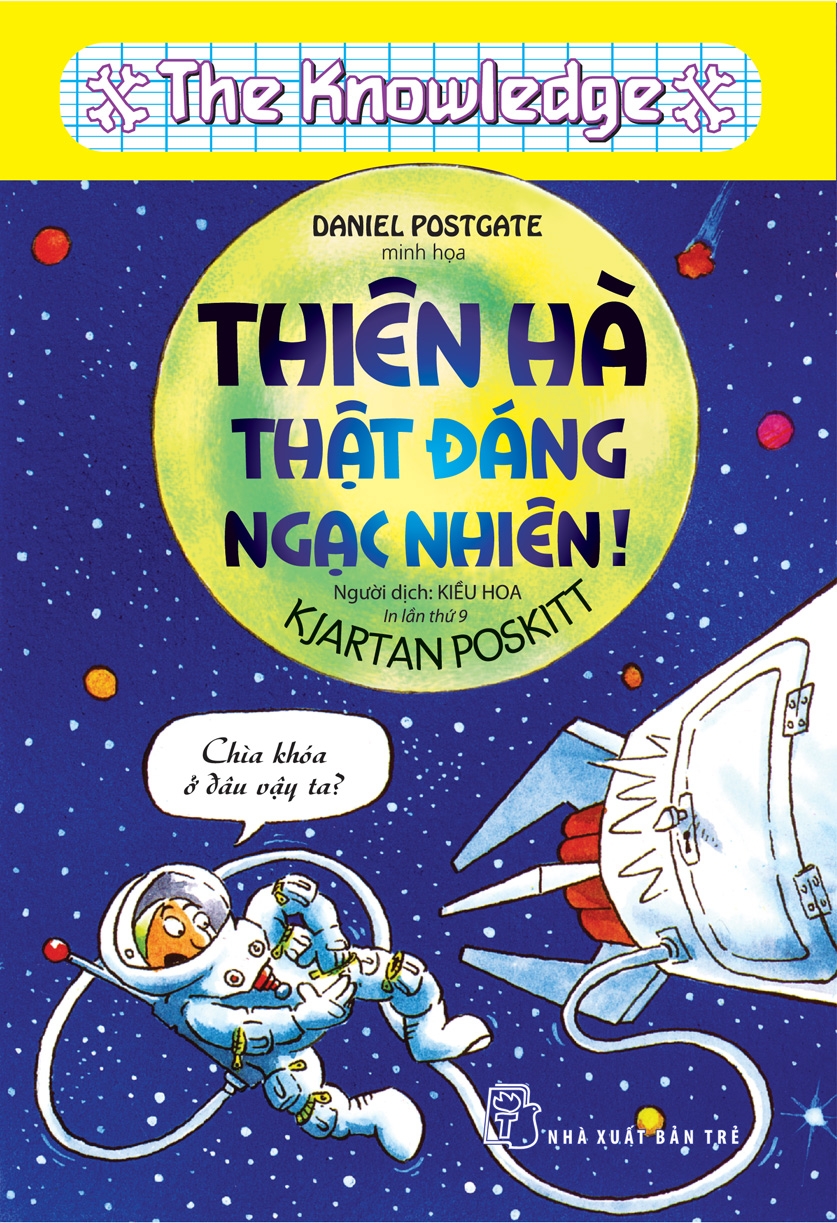 The Knowledge
DANIEL POSTGATE
minh họa
THIÊN HÀ
THẬT ĐÁNG
NGẠC NHIÊN!
Người dịch: KIỀU HOA
In lần thứ 9
KJARTAN POSKITT
Chìa khóa
ở đâu vậy ta?
NHÀ XUẤT BẢN TRẺ